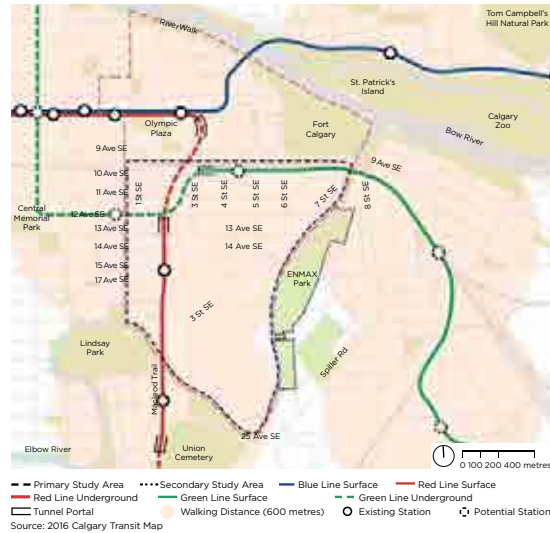 Tom Campbell's
Hill Natural Park
RiverWalk
St. Patrick's
Island
Calgary
Zoo
Olympic
Plaza
Fort
Calgary
Bow River
9 Ave SE
9 Ave SE
10 Ave SE
11 Ave SE
1 St SE
3 St SE
4 St SE
5 St SE
6 St SE
7 St SE
8 St SE
Central
Memorial
Park
12 Ave SE
13 Ave SE
13 Ave SE
14 Ave SE
14 Ave SE
15 Ave SE
17 Ave SE
ENMAX
Park
3 St SE
Lindsay
Park
Macleod Trail
Spiller Rd
25 Ave SE
Elbow River
Union
Cemetery
0 100 200 400 metres
Primary Study Area Secondary Study Area Blue Line Surface Red Line Surface
Red Line Underground Green Line Surface Green Line Underground
Tunnel Portal Walking Distance (600 metres) Existing Station Potential Station
Source: 2016 Calgary Transit Map